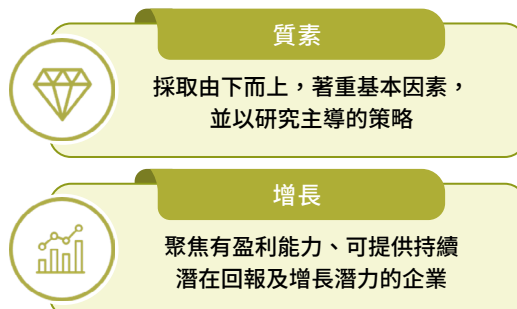 質素
採取由下而上，著重基本因素，
並以研究主導的策略
增長
聚焦有盈利能力、可提供持續
潛在回報及增長潛力的企業